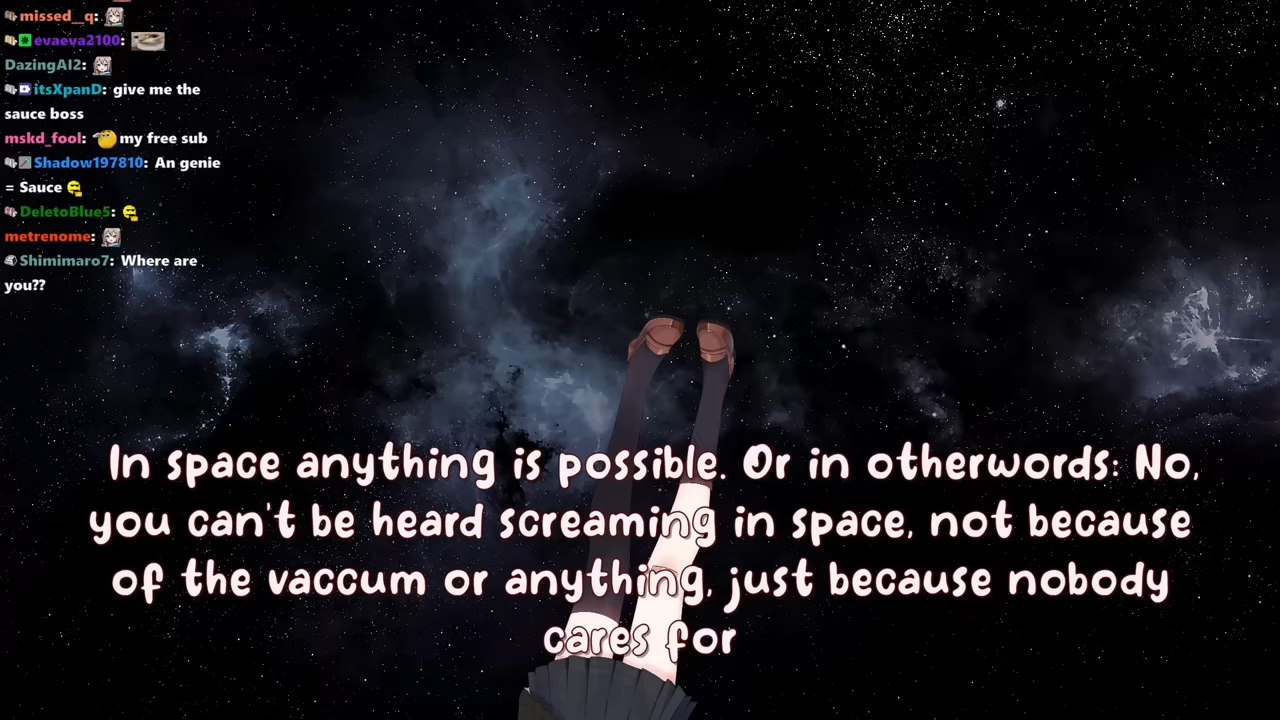 missed__q:
evaeva2100:
DazingAI2:
itsXpanD: give me the
sauce boss
mskd_fool: my free sub
Shadow197810: An genie
= Sauce
DeletoBlue5:
metrenome:
Shimimaro7: Where are
you??
In space anything is possible. Or in otherwords: No,
you can't be heard screaming in space, not because
of the vaccum or anything, just because nobody
cares for